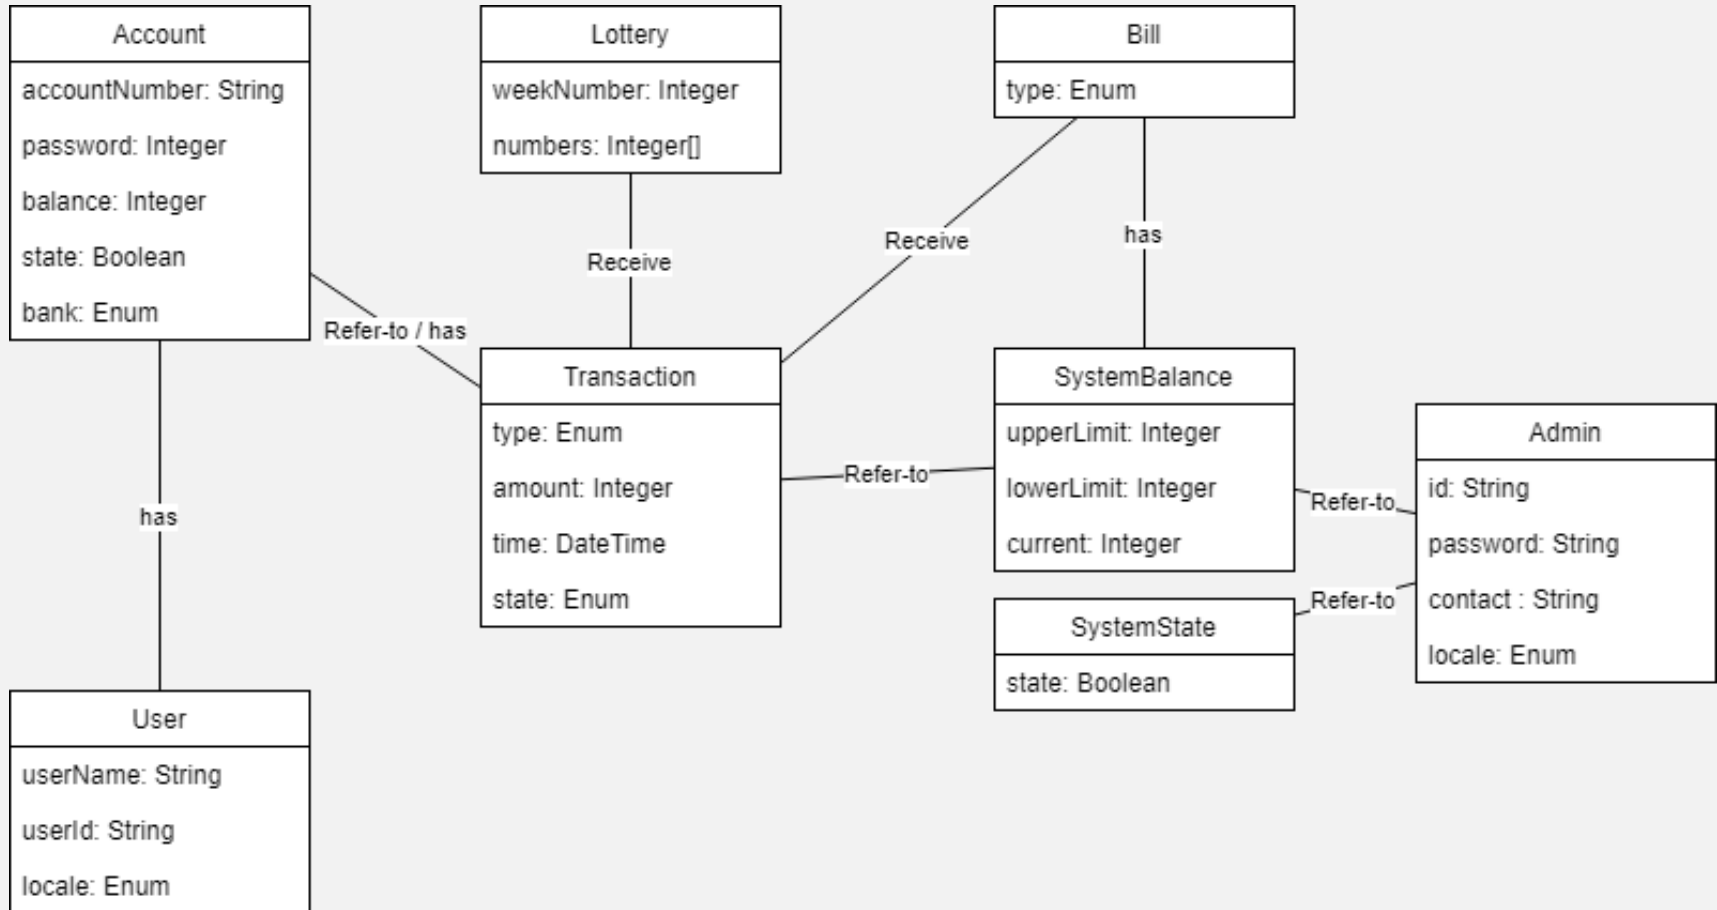 Account
accountNumber: String
password: Integer
balance: Integer
state: Boolean
bank: Enum
Lottery
weekNumber: Integer
numbers: Integer[]
Bill
type: Enum
Receive
Receive
has
Refer-to / has
Transaction
type: Enum
amount: Integer
time: DateTime
state: Enum
Refer-to
SystemBalance
upperLimit: Integer
lowerLimit: Integer
current: Integer
Refer-to
Refer-to
Admin
id: String
password: String
contact : String
locale: Enum
SystemState
state: Boolean
has
User
userName: String
userId: String
locale: Enum